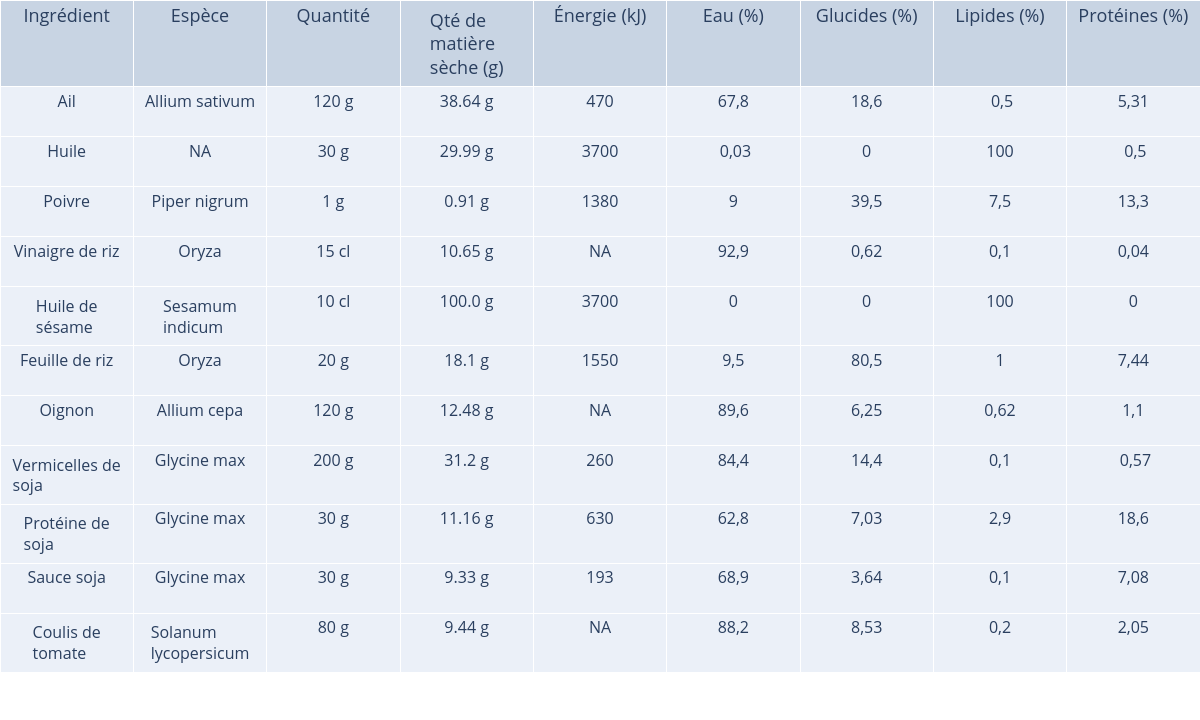 Ingrédient Espèce Quantité Qté de matière sèche (g) Énergie (kJ) Eau (%) Glucides (%) Lipides (%) Protéines (%)
Ail Allium sativum 120 g 38.64 g 470 67,8 18,6 0,5 5,31
Huile NA 30 g 29.99 g 3700 0,03 0 100 0,5
Poivre Piper nigrum 1 g 0.91 g 1380 9 39,5 7,5 13,3
Vinaigre de riz Oryza 15 cl 10.65 g NA 92,9 0,62 0,1 0,04
Huile de sésame Sesamum indicum 10 cl 100.0 g 3700 0 0 100 0
Feuille de riz Oryza 20 g 18.1 g 1550 9,5 80,5 1 7,44
Oignon Allium cepa 120 g 12.48 g NA 89,6 6,25 0,62 1,1
Vermicelles de soja Glycine max 200 g 31.2 g 260 84,4 14,4 0,1 0,57
Protéine de soja Glycine max 30 g 11.16 g 630 62,8 7,03 2,9 18,6
Sauce soja Glycine max 30 g 9.33 g 193 68,9 3,64 0,1 7,08
Coulis de tomate Solanum lycopersicum 80 g 9.44 g NA 88,2 8,53 0,2 2,05